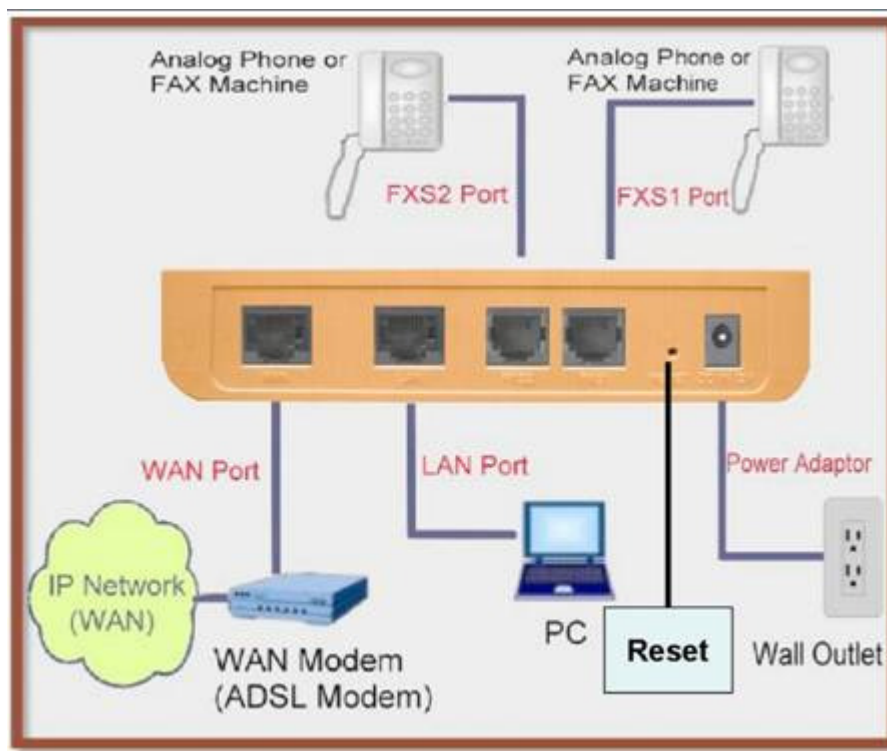 Analog Phone or
FAX Machine
Analog Phone or
FAX Machine
FXS2 Port
FXS1 Port
WAN Port
LAN Port
Power Adaptor
IP Network
(WAN)
WAN Modem
(ADSL Modem)
PC
Reset
Wall Outlet